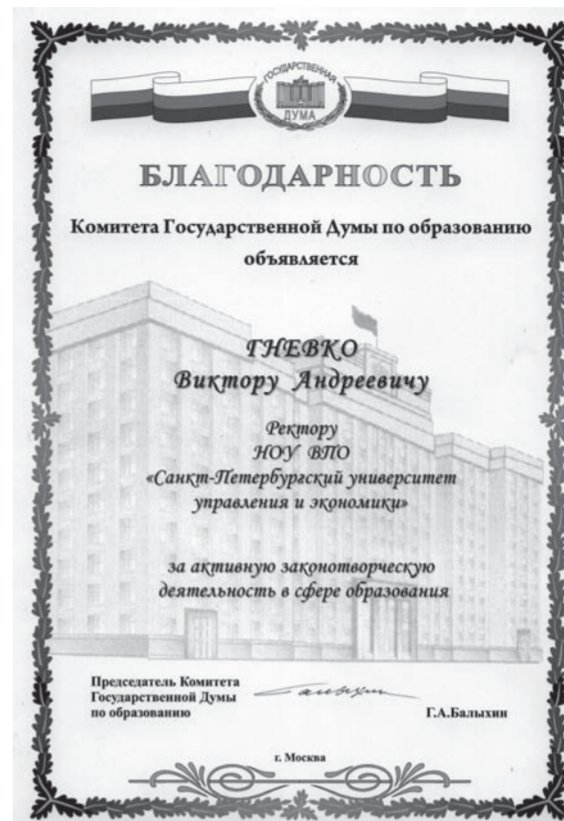 ГОСУДАРСТВЕННАЯ
ДУМА
БЛАГОДАРНОСТЬ
Комитета Государственной Думы по образованию
объявляется
ГНЕВКО
Виктору Андреевичу
Ректору
НОУ ВПО
«Санкт-Петербургский университет
управления и экономики»
за активную законотворческую
деятельность в сфере образования
Председатель Комитета
Государственной Думы
по образованию
Г.А.Балыхин
г. Москва